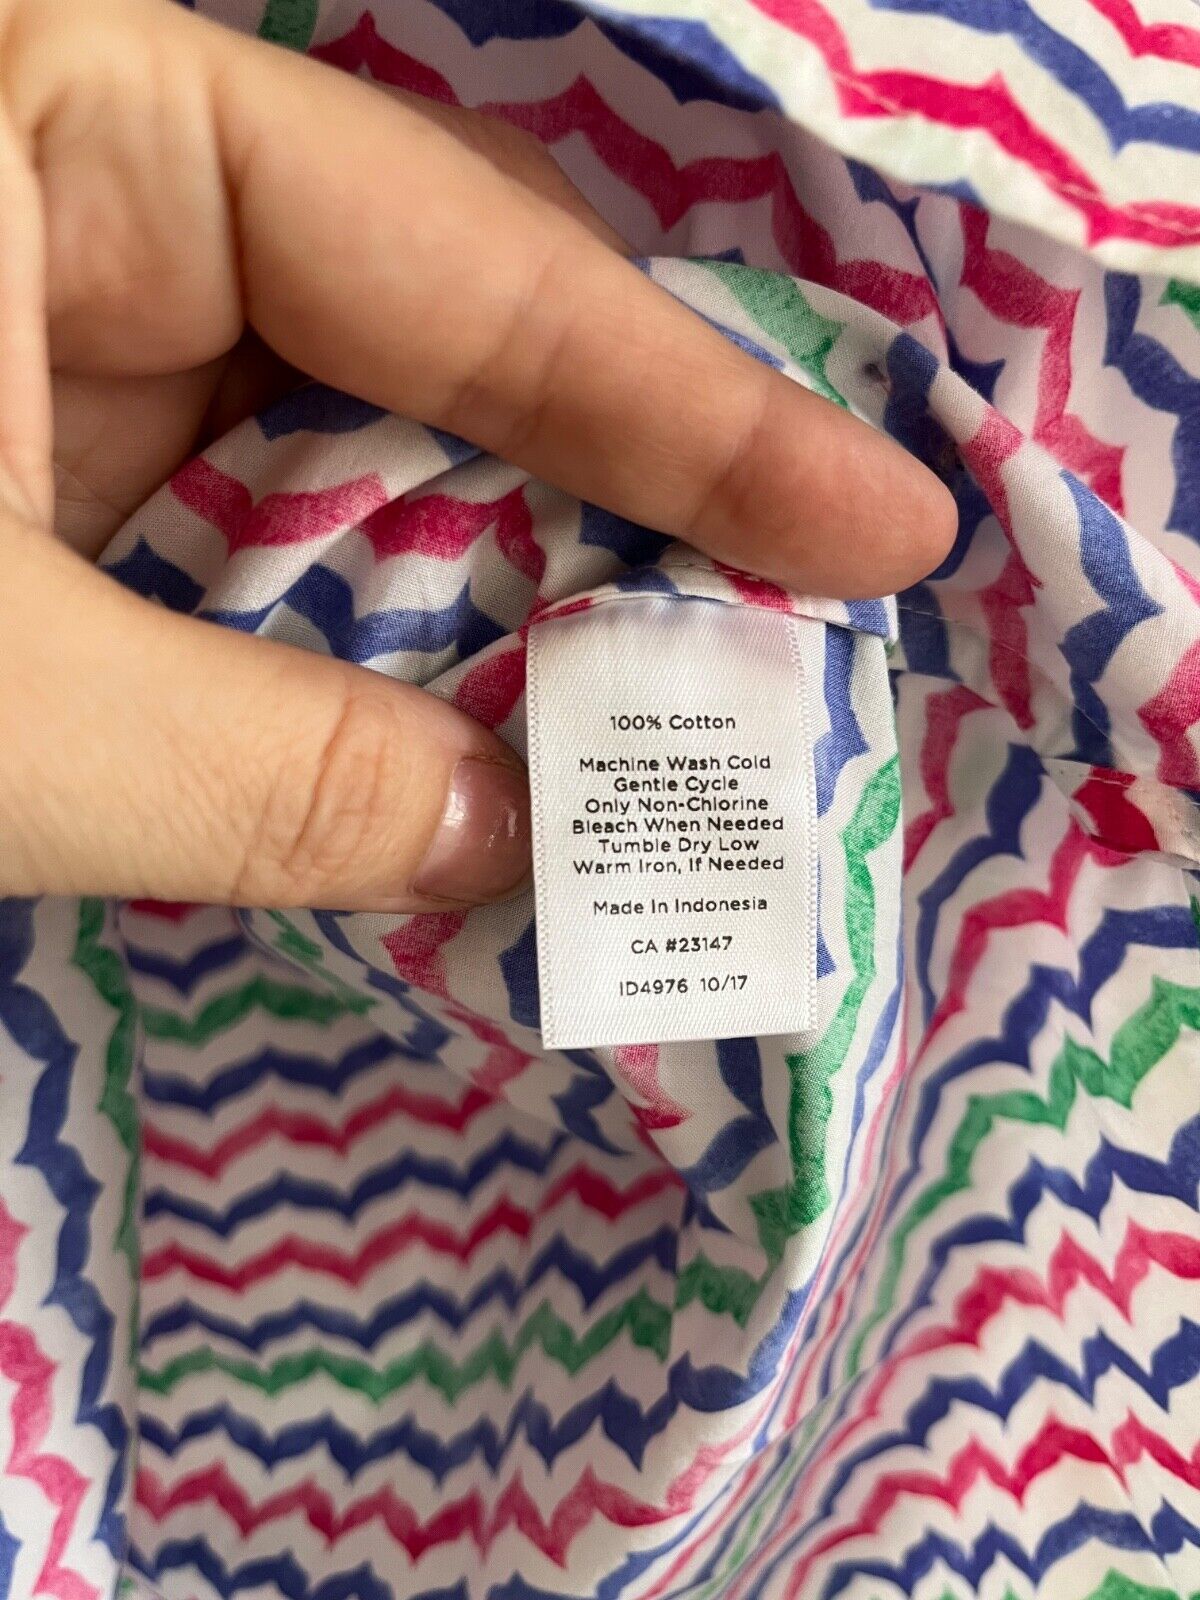 100% Cotton
Machine Wash Cold
Gentle Cycle
Only Non-Chlorine
Bleach When Needed
Tumble Dry Low
Warm Iron, If Needed
Made In Indonesia
CA #23147
ID4976 10/17